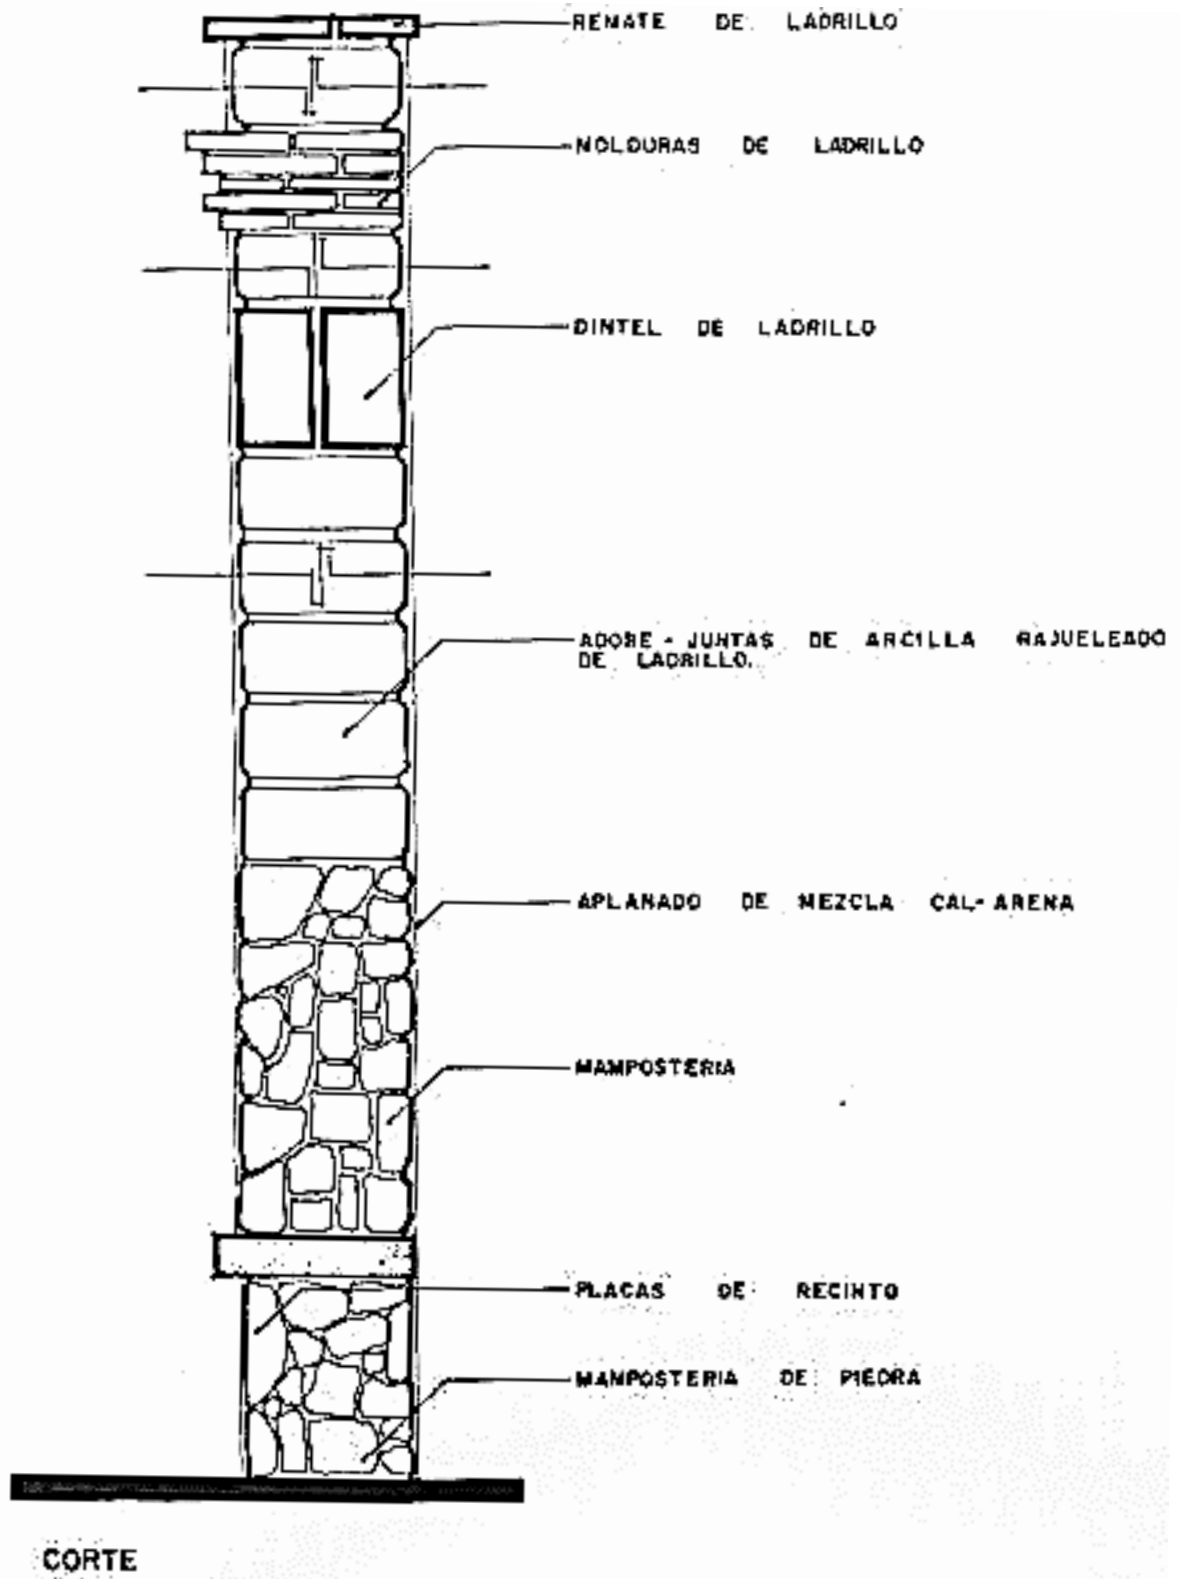 REMATE DE LADRILLO
MOLDURAS DE LADRILLO
DINTEL DE LADRILLO
ADOBE - JUNTAS DE ARCILLA RAJUELEADO
DE LADRILLO.
APLANADO DE MEZCLA CAL-ARENA
MAMPOSTERIA
PLACAS DE RECINTO
MAMPOSTERIA DE PIEDRA
CORTE